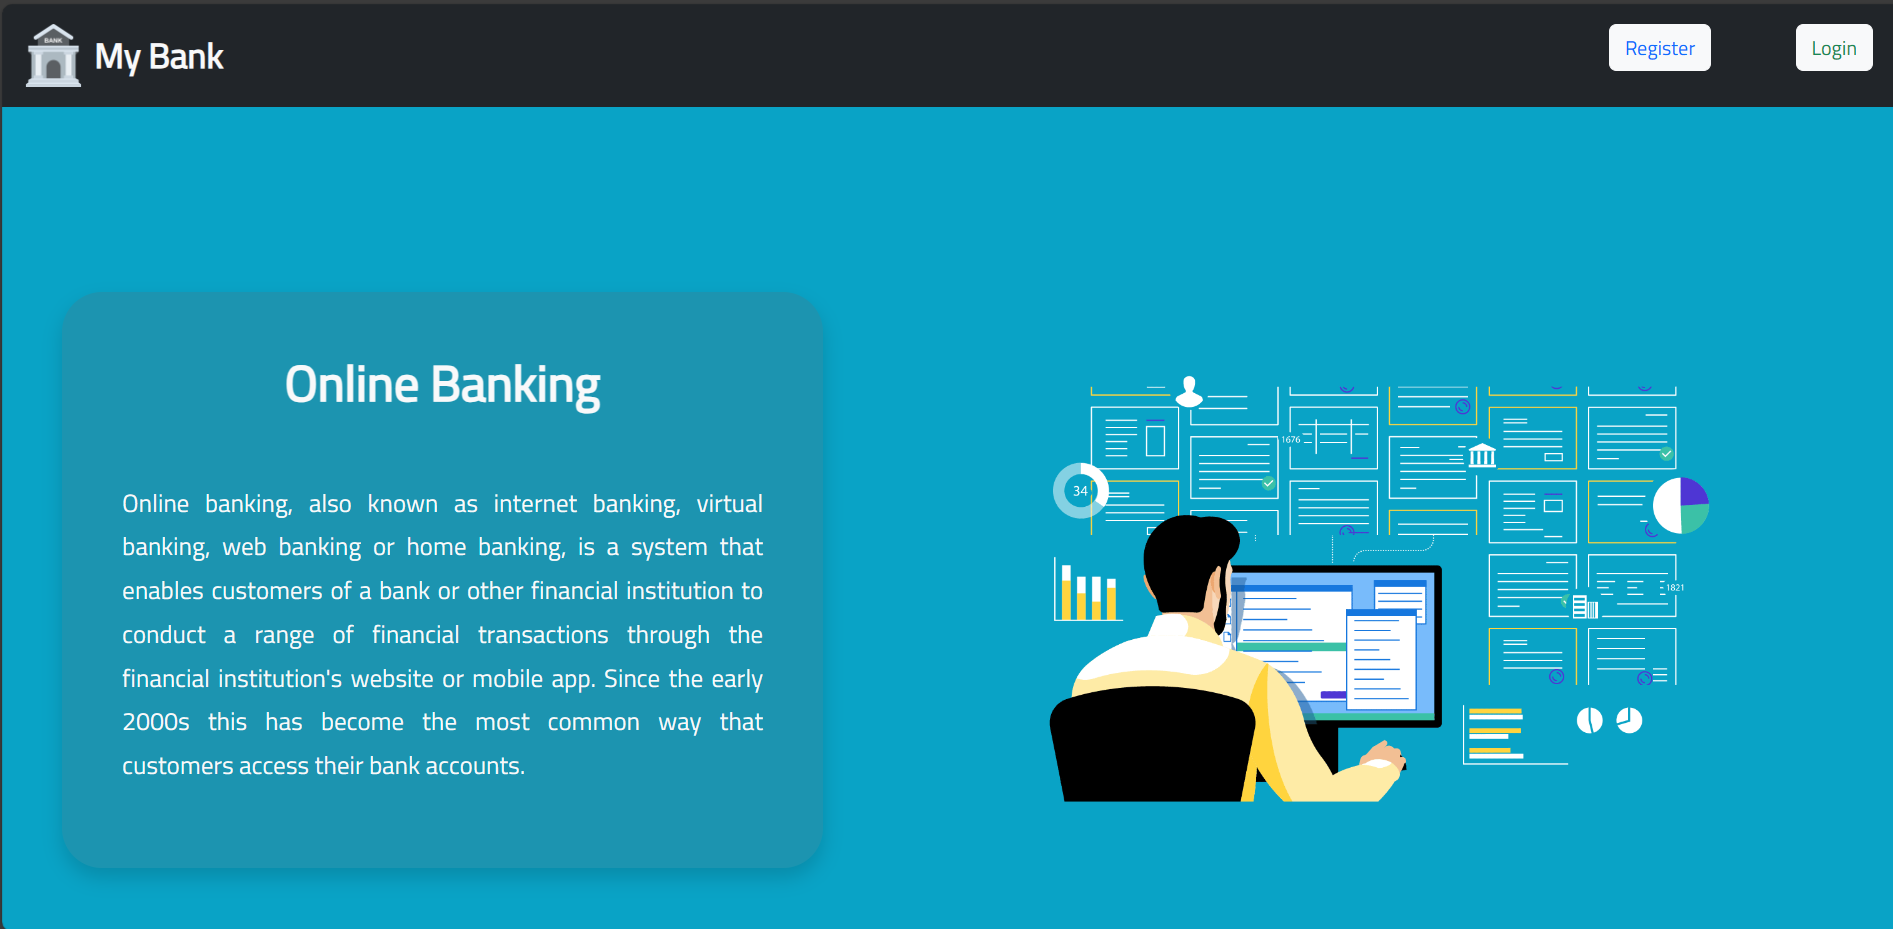 BANK
My Bank
Register
Login
Online Banking
Online banking, also known as internet banking, virtual
banking, web banking or home banking, is a system that
enables customers of a bank or other financial institution to
conduct a range of financial transactions through the
financial institution's website or mobile app. Since the early
2000s this has become the most common way that
customers access their bank accounts.
1676
34
1821